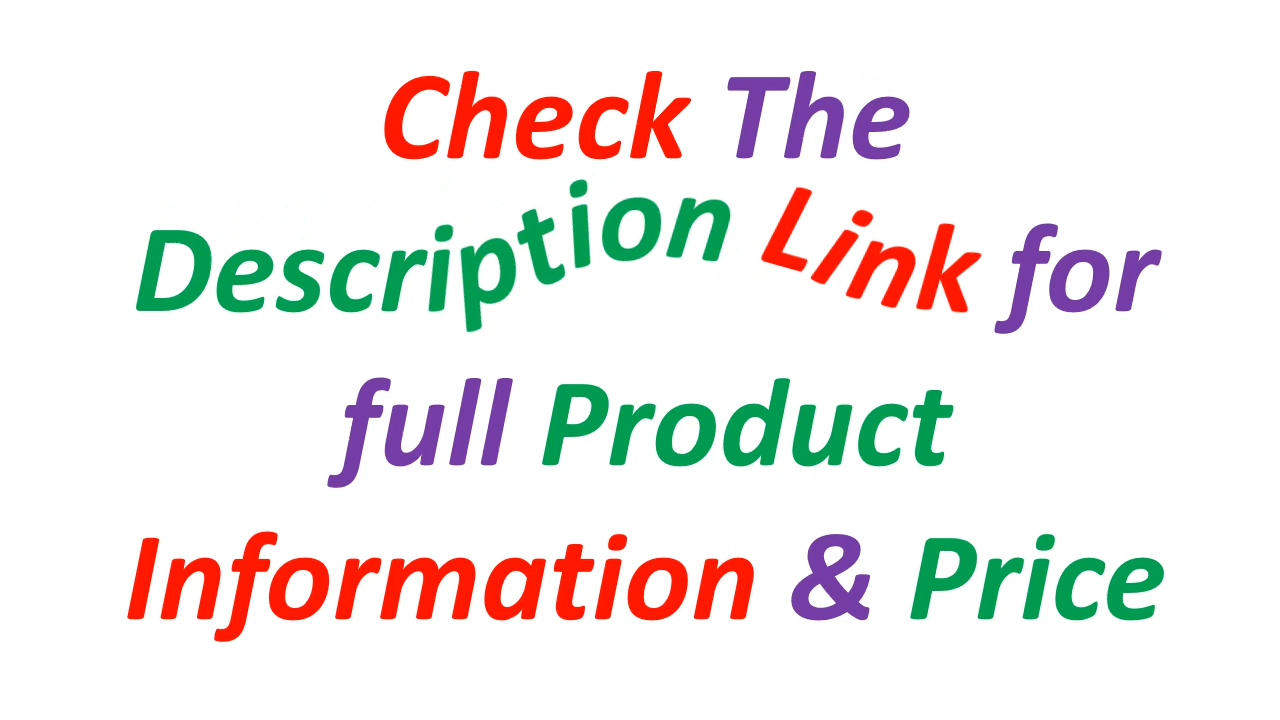 Check The
Description Link for
full Product
Information & Price